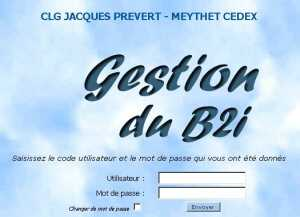 CLG JACQUES PREVERT - MEYTHET CEDEX
Gestion
du B2i
Saisissez le code utilisateur et le mot de passe qui vous ont été donnés
Utilisateur :
Mot de passe :
Changer de mot de passe
Envoyer